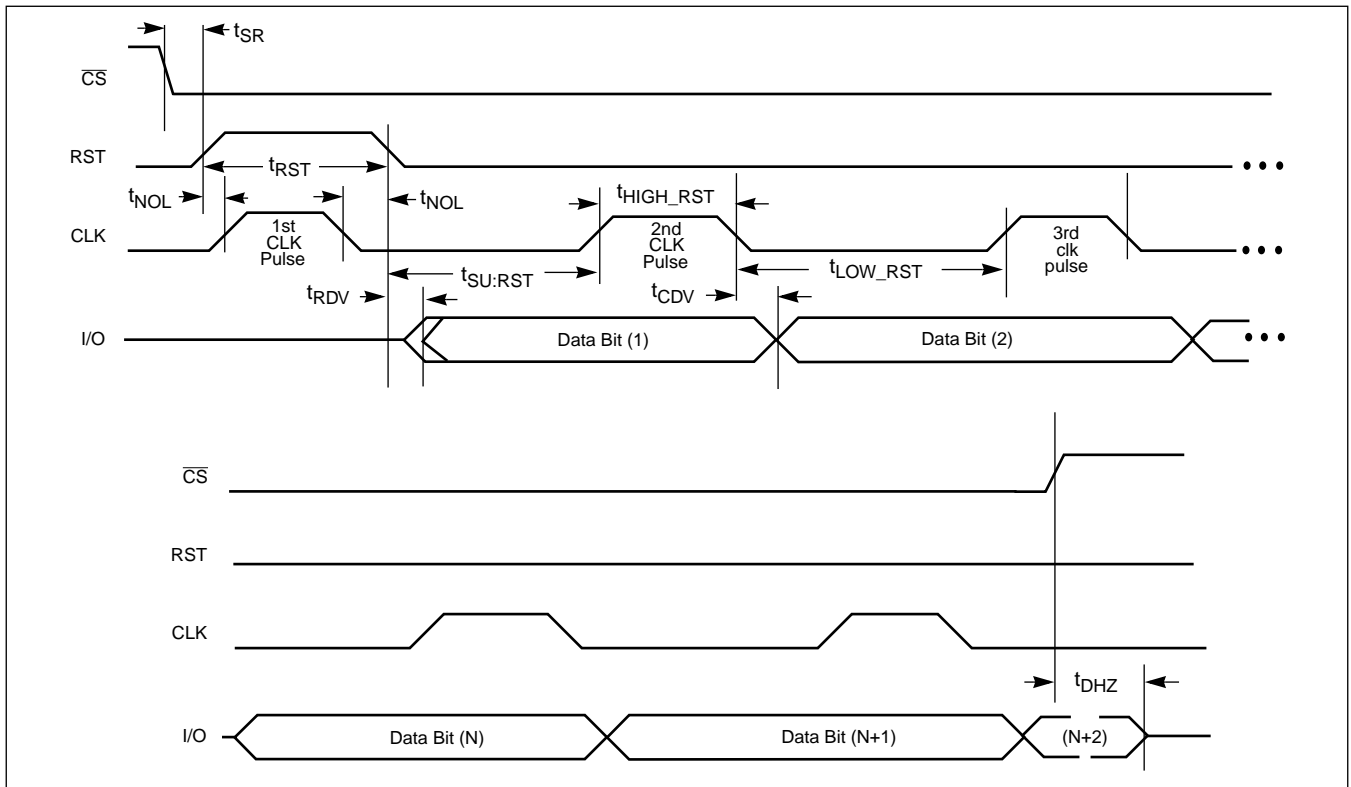 tSR
CS
RST
tRST
tNOL
tNOL
tHIGH_RST
CLK
1st
CLK
Pulse
2nd
CLK
Pulse
3rd
clk
pulse
tSU:RST
tLOW_RST
tRDV
tCDV
I/O
Data Bit (1)
Data Bit (2)
CS
RST
CLK
tDHZ
I/O
Data Bit (N)
Data Bit (N+1)
(N+2)